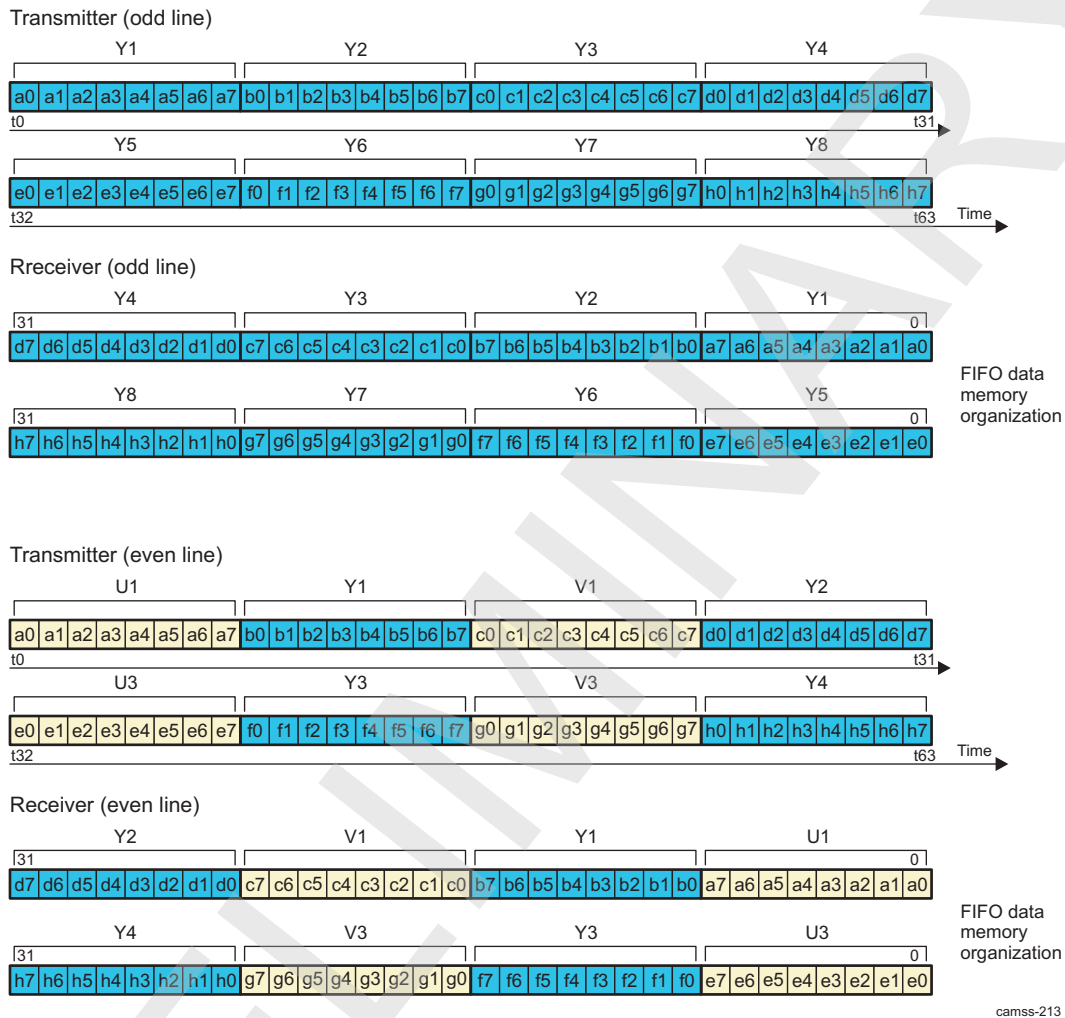 Transmitter (odd line)
Y1 Y2 Y3 Y4
a0 a1 a2 a3 a4 a5 a6 a7 b0 b1 b2 b3 b4 b5 b6 b7 c0 c1 c2 c3 c4 c5 c6 c7 d0 d1 d2 d3 d4 d5 d6 d7
t0 t31
Y5 Y6 Y7 Y8
e0 e1 e2 e3 e4 e5 e6 e7 f0 f1 f2 f3 f4 f5 f6 f7 g0 g1 g2 g3 g4 g5 g6 g7 h0 h1 h2 h3 h4 h5 h6 h7
t32 t63 Time
Rreceiver (odd line)
Y4 Y3 Y2 Y1
31 0
d7 d6 d5 d4 d3 d2 d1 d0 c7 c6 c5 c4 c3 c2 c1 c0 b7 b6 b5 b4 b3 b2 b1 b0 a7 a6 a5 a4 a3 a2 a1 a0
FIFO data
memory
organization
Y8 Y7 Y6 Y5
31 0
h7 h6 h5 h4 h3 h2 h1 h0 g7 g6 g5 g4 g3 g2 g1 g0 f7 f6 f5 f4 f3 f2 f1 f0 e7 e6 e5 e4 e3 e2 e1 e0
Transmitter (even line)
U1 Y1 V1 Y2
a0 a1 a2 a3 a4 a5 a6 a7 b0 b1 b2 b3 b4 b5 b6 b7 c0 c1 c2 c3 c4 c5 c6 c7 d0 d1 d2 d3 d4 d5 d6 d7
t0 t31
U3 Y3 V3 Y4
e0 e1 e2 e3 e4 e5 e6 e7 f0 f1 f2 f3 f4 f5 f6 f7 g0 g1 g2 g3 g4 g5 g6 g7 h0 h1 h2 h3 h4 h5 h6 h7
t32 t63 Time
Receiver (even line)
Y2 V1 Y1 U1
31 0
d7 d6 d5 d4 d3 d2 d1 d0 c7 c6 c5 c4 c3 c2 c1 c0 b7 b6 b5 b4 b3 b2 b1 b0 a7 a6 a5 a4 a3 a2 a1 a0
FIFO data
memory
organization
Y4 V3 Y3 U3
31 0
h7 h6 h5 h4 h3 h2 h1 h0 g7 g6 g5 g4 g3 g2 g1 g0 f7 f6 f5 f4 f3 f2 f1 f0 e7 e6 e5 e4 e3 e2 e1 e0
camss-213
ELIMINARY